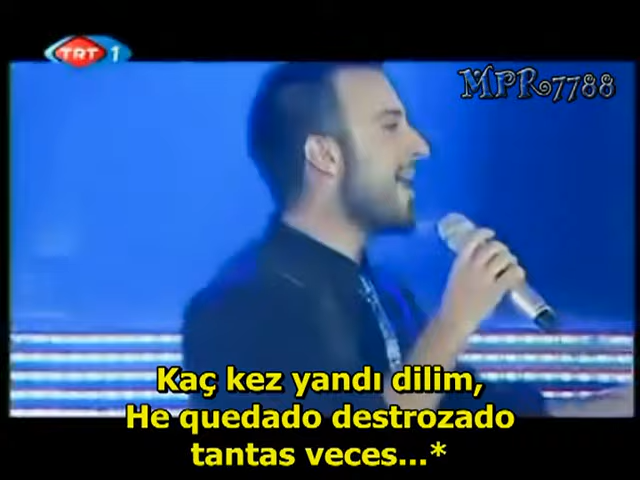 TRT 1
MPR7788
Kaç kez yandı dilim,
He quedado destrozado
tantas veces...*